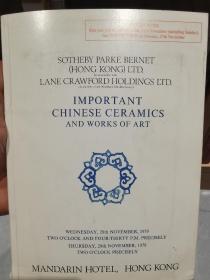 SOTHEBY PARKE BERNET
(HONG KONG) LTD.
LANE CRAWFORD HOLDINGS LTD.
IMPORTANT
CHINESE CERAMICS
AND WORKS OF ART
WEDNESDAY, 28th NOVEMBER, 1979
TWO O'CLOCK AND FOUR-THIRTY P.M. PRECISELY
THURSDAY, 29th NOVEMBER, 1979
TWO O'CLOCK PRECISELY
MANDARIN HOTEL, HONG KONG